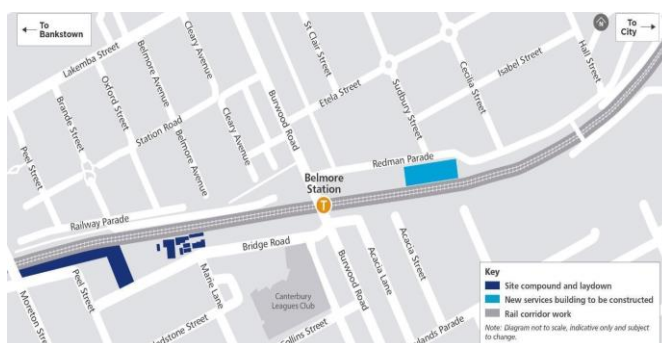 To
Bankstown
To
City
Lakemba Street
Peel Street
Brande Street
Oxford Street
Belmore Avenue
Cleary Avenue
Station Road
Belmore Avenue
Cleary Avenue
Burwood Road
St Clair Street
Etela Street
Sudbury Street
Cecilia Street
Isabel Street
Hall Street
Redman Parade
Belmore
Station
T
Railway Parade
Bridge Road
Moreton Street
Peel Street
Marie Lane
Canterbury
Leagues Club
Burwood Road
Acacia Lane
Acacia Street
Collins Street
Key
Site compound and laydown
New services building to be constructed
Rail corridor work
Note: Diagram not to scale, indicative only and subject
to change.